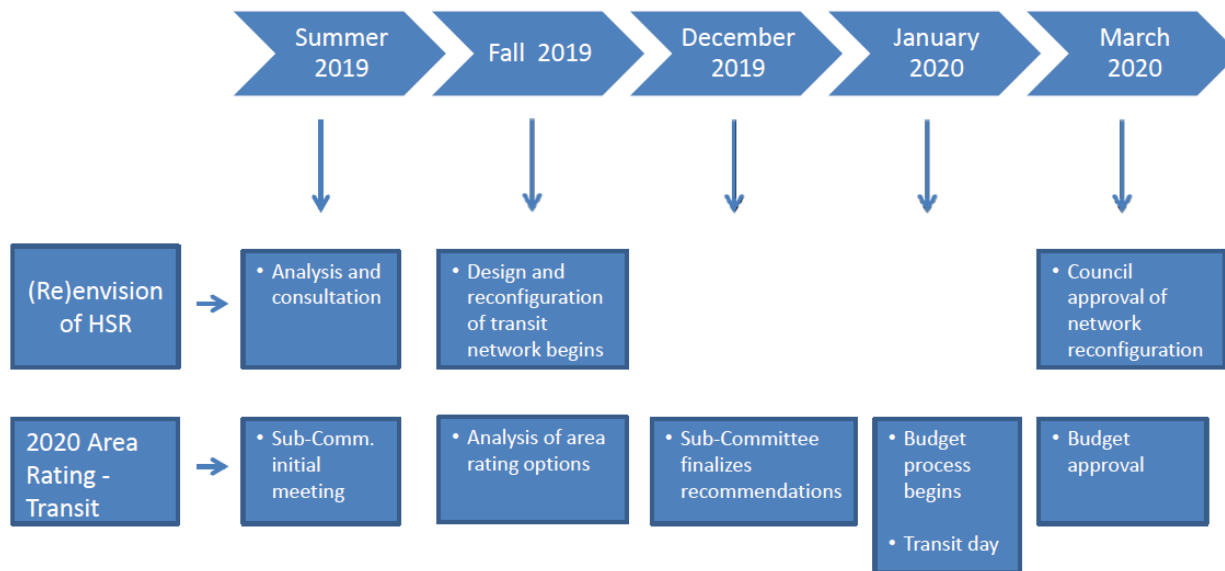 Summer
2019
Fall 2019
December
2019
January
2020
March
2020
(Re)envision
of HSR
• Analysis and
consultation
• Design and
reconfiguration
of transit
network begins
• Council
approval of
network
reconfiguration
2020 Area
Rating -
Transit
• Sub-Comm.
initial
meeting
• Analysis of area
rating options
• Sub-Committee
finalizes
recommendations
• Budget
process
begins
• Transit day
• Budget
approval